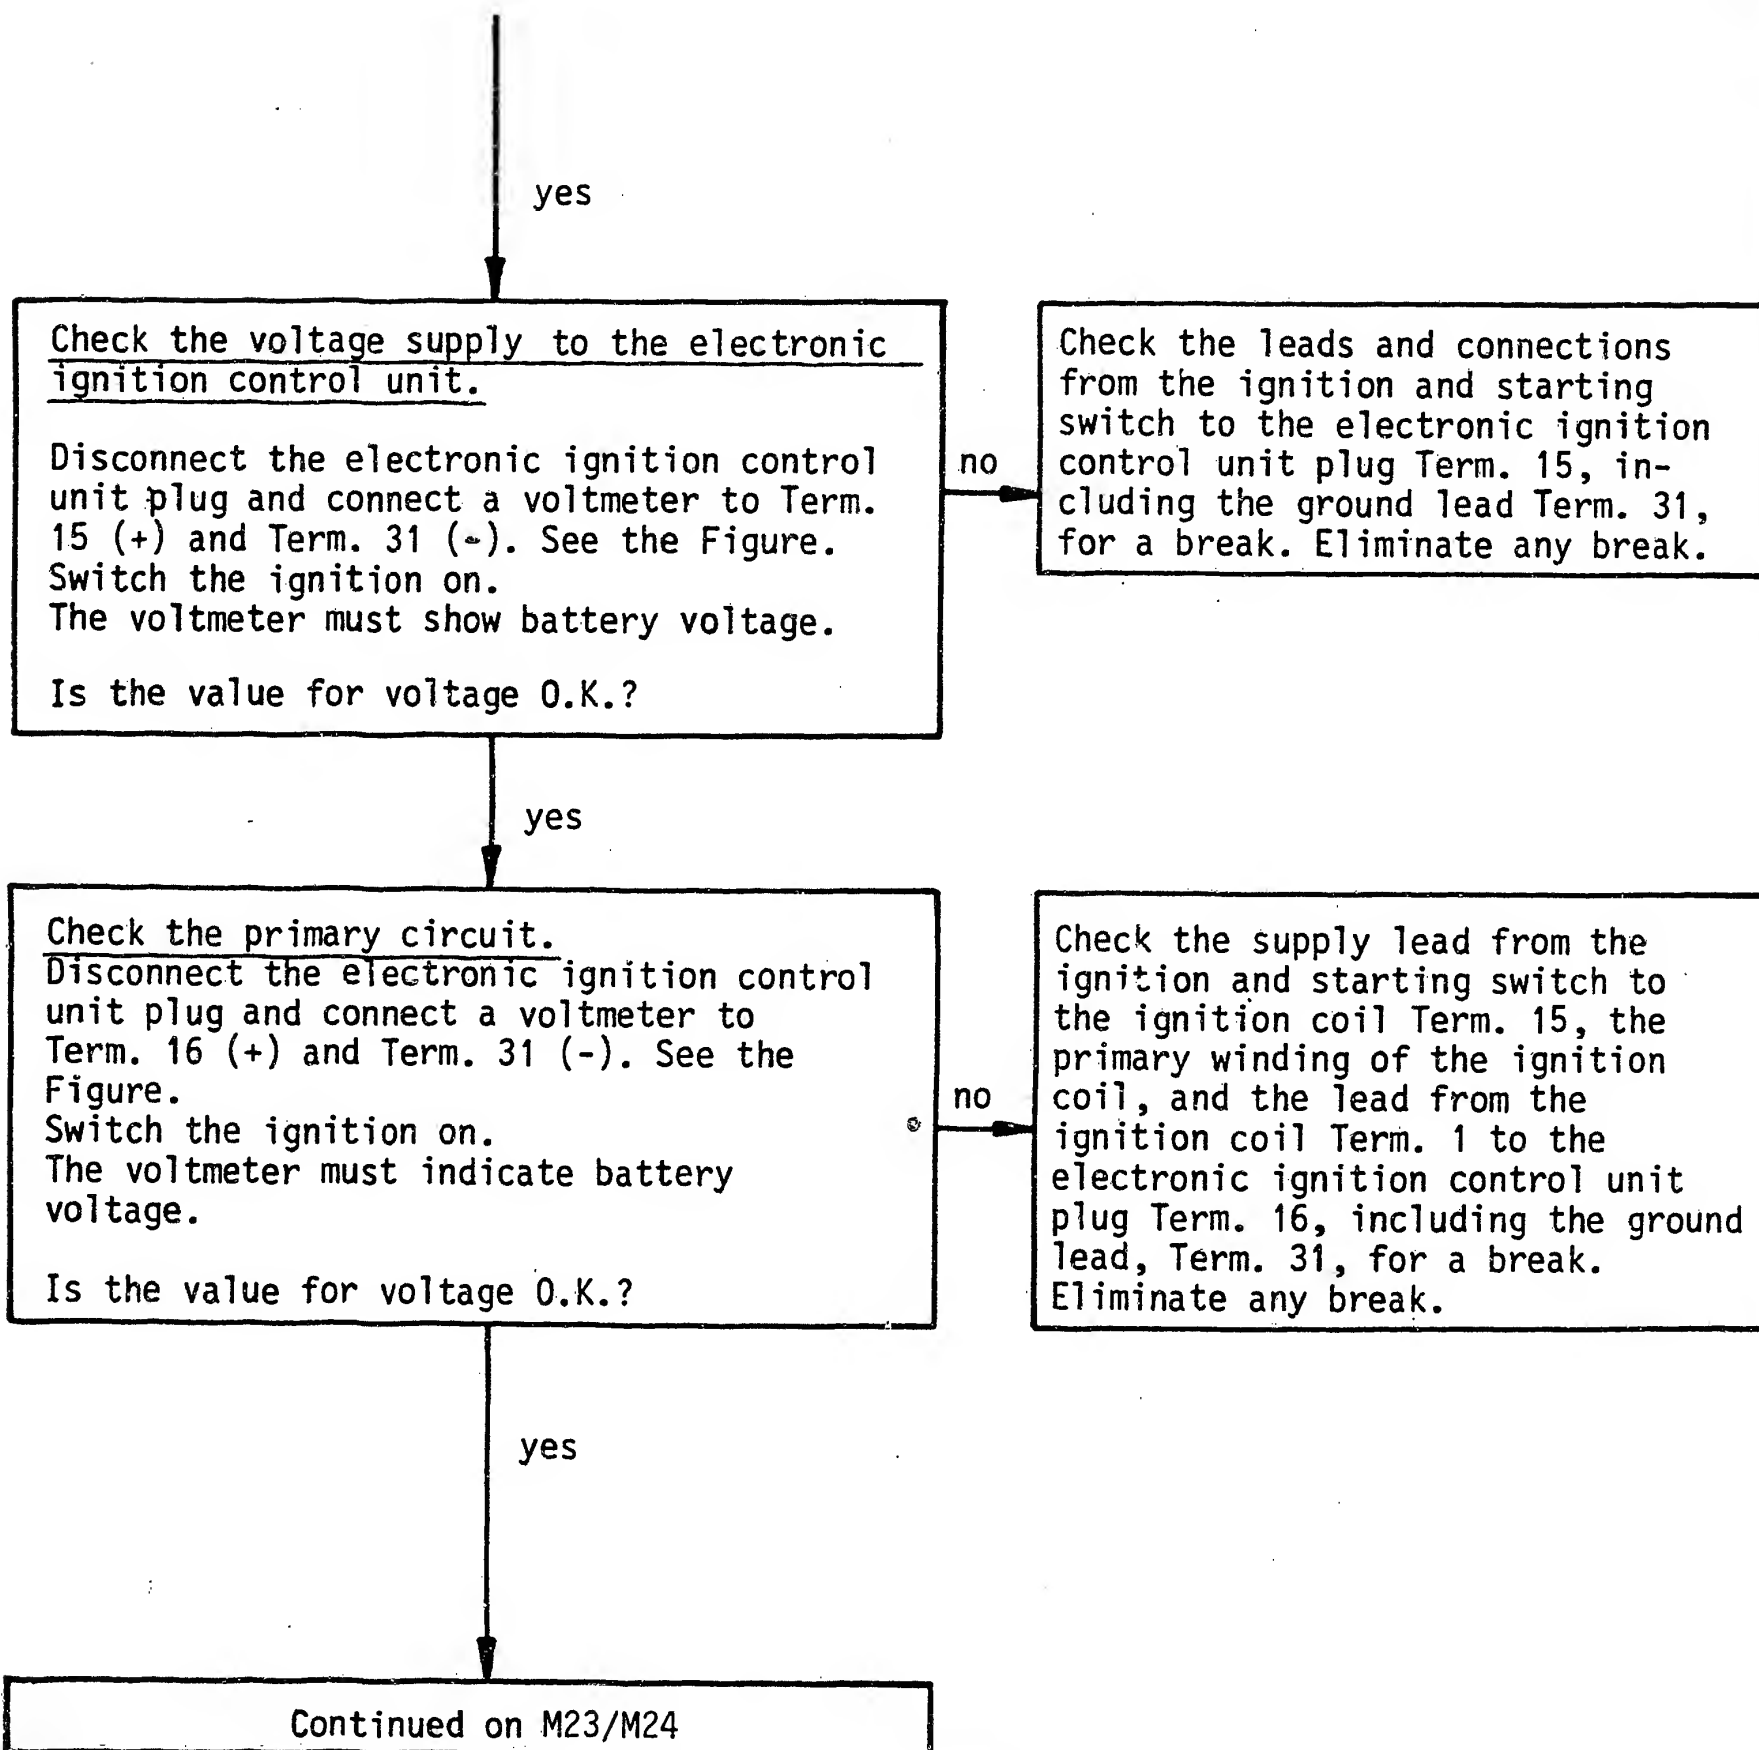 yes
Check the voltage supply to the electronic
ignition control unit.
Disconnect the electronic ignition control
unit plug and connect a voltmeter to Term.
15 (+) and Term. 31 (-). See the Figure.
Switch the ignition on.
The voltmeter must show battery voltage.
Is the value for voltage O.K.?
no
Check the leads and connections
from the ignition and starting
switch to the electronic ignition
control unit plug Term. 15, in-
cluding the ground lead Term. 31,
for a break. Eliminate any break.
yes
Check the primary circuit.
Disconnect the electronic ignition control
unit plug and connect a voltmeter to
Term. 16 (+) and Term. 31 (-). See the
Figure.
Switch the ignition on.
The voltmeter must indicate battery
voltage.
Is the value for voltage O.K.?
no
Check the supply lead from the
ignition and starting switch to
the ignition coil Term. 15, the
primary winding of the ignition
coil, and the lead from the
ignition coil Term. 1 to the
electronic ignition control unit
plug Term. 16, including the ground
lead, Term. 31, for a break.
Eliminate any break.
yes
Continued on M23/M24